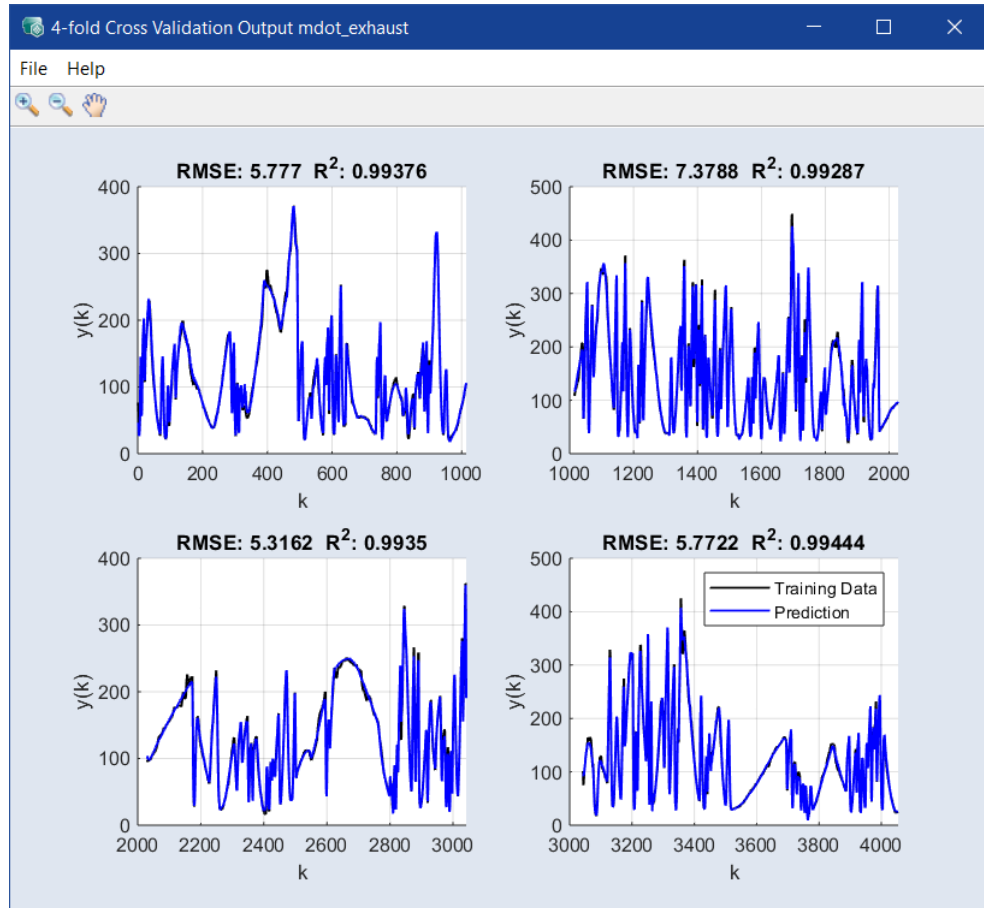 4-fold Cross Validation Output mdot_exhaust
File Help
RMSE: 5.777 R²: 0.99376
400
300
200
100
0
y(k)
0 200 400 600 800 1000
k
RMSE: 7.3788 R²: 0.99287
500
400
300
200
100
0
y(k)
1000 1200 1400 1600 1800 2000
k
RMSE: 5.3162 R²: 0.9935
400
300
200
100
0
y(k)
2000 2200 2400 2600 2800 3000
k
RMSE: 5.7722 R²: 0.99444
500
400
300
200
100
0
y(k)
Training Data
Prediction
3000 3200 3400 3600 3800 4000
k